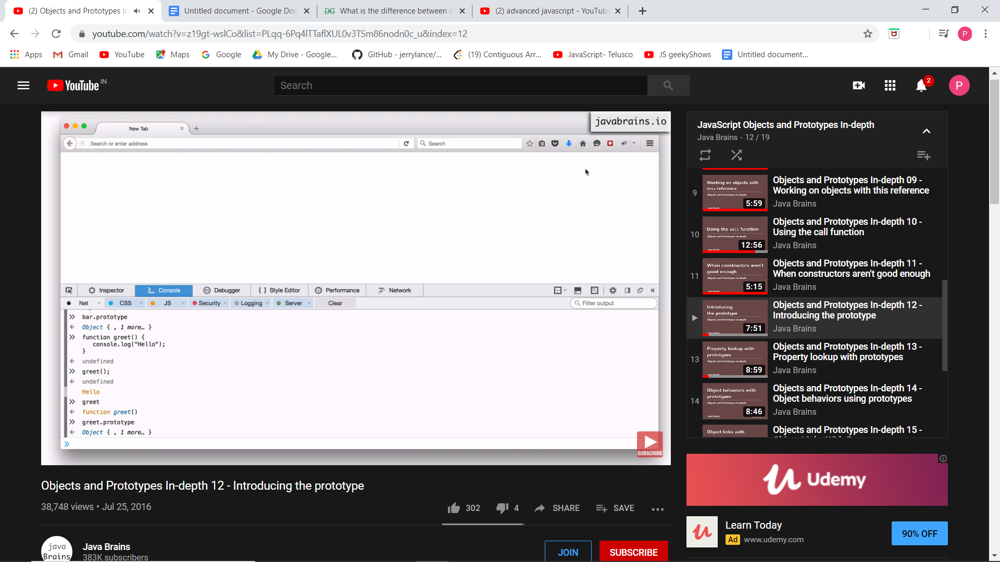 (2) Objects and Prototypes In
Untitled document - Google Doc
What is the difference between c
(2) advanced javascript - YouTube
youtube.com/watch?v=z19gt-wslCo&list=PLqq-6Pq4lTTaflXUL0v3TSm86nodn0c_u&index=12
P
Apps
Gmail
YouTube
Maps
Google
My Drive - Google...
GitHub - jerrylance/...
(19) Contiguous Arr...
JavaScript- Telusco
JS geekyShows
Untitled document...
YouTube IN
Search
2
P
javabrains.io
New Tab
Search or enter address
Search
Inspector
Console
Debugger
Style Editor
Performance
Network
Net
CSS
JS
Security
Logging
Server
Clear
Filter output
bar.prototype
Object { , 1 more… }
function greet() {
console.log("Hello");
}
undefined
greet();
undefined
Hello
greet
function greet()
greet.prototype
Object { , 1 more… }
SUBSCRIBE
Objects and Prototypes In-depth 12 - Introducing the prototype
38,748 views • Jul 25, 2016
302
4
SHARE
SAVE
java
Brains
Java Brains
383K subscribers
JOIN
SUBSCRIBE
JavaScript Objects and Prototypes In-depth
Java Brains - 12 / 19
9
Working on objects with
this reference
Objects and Prototypes In-depth
5:59
Objects and Prototypes In-depth 09 -
Working on objects with this reference
Java Brains
10
Using the call function
Objects and Prototypes In-depth
12:56
Objects and Prototypes In-depth 10 -
Using the call function
Java Brains
11
When constructors aren't
good enough
Objects and Prototypes In-depth
5:15
Objects and Prototypes In-depth 11 -
When constructors aren't good enough
Java Brains
Introducing
the prototype
Objects and Prototypes In-depth
7:51
Objects and Prototypes In-depth 12 -
Introducing the prototype
Java Brains
13
Property lookup with
prototypes
Objects and Prototypes In-depth
8:59
Objects and Prototypes In-depth 13 -
Property lookup with prototypes
Java Brains
14
Object behaviors with
prototypes
Objects and Prototypes In-depth
Java Brains
8:46
Objects and Prototypes In-depth 14 -
Object behaviors using prototypes
Java Brains
Object links with
Objects and Prototypes In-depth 15 -
Udemy
Learn Today
Ad
www.udemy.com
90% OFF